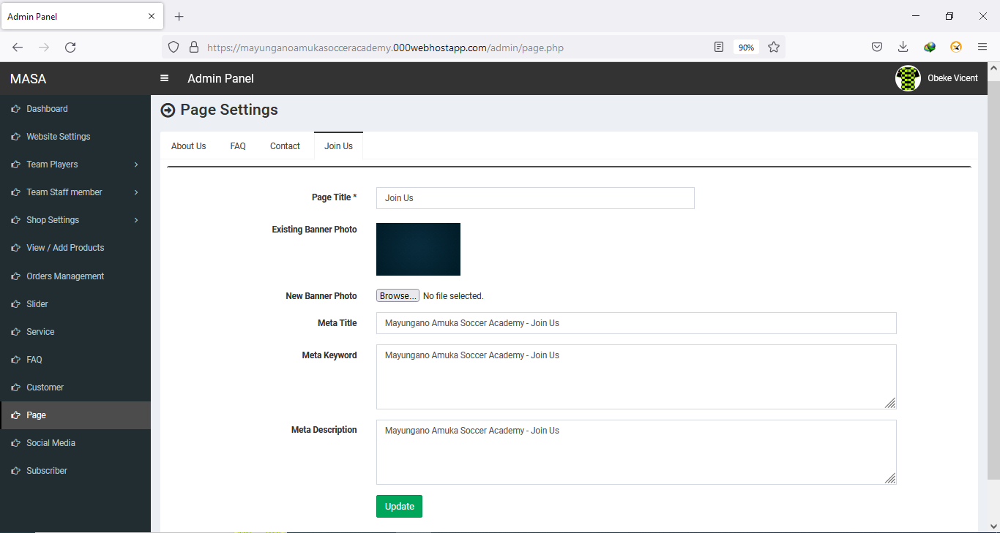 Admin Panel
https://mayunganoamukasocceracademy.000webhostapp.com/admin/page.php
90%
MASA
Admin Panel
Obeke Vicent
Dashboard
Website Settings
Team Players
Team Staff member
Shop Settings
View / Add Products
Orders Management
Slider
Service
FAQ
Customer
Page
Social Media
Subscriber
Page Settings
About Us FAQ Contact Join Us
Page Title * Join Us
Existing Banner Photo
New Banner Photo Browse... No file selected.
Meta Title Mayungano Amuka Soccer Academy - Join Us
Meta Keyword Mayungano Amuka Soccer Academy - Join Us
Meta Description Mayungano Amuka Soccer Academy - Join Us
Update